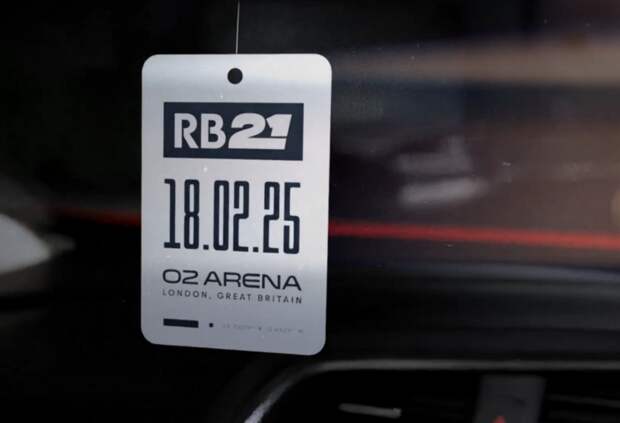 RB21
18.02.25
O2 ARENA
LONDON, GREAT BRITAIN